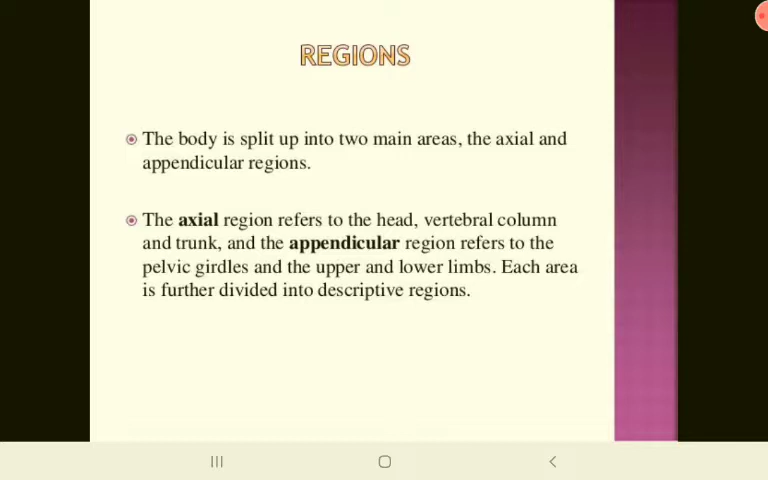 REGIONS
The body is split up into two main areas, the axial and
appendicular regions.
The axial region refers to the head, vertebral column
and trunk, and the appendicular region refers to the
pelvic girdles and the upper and lower limbs. Each area
is further divided into descriptive regions.